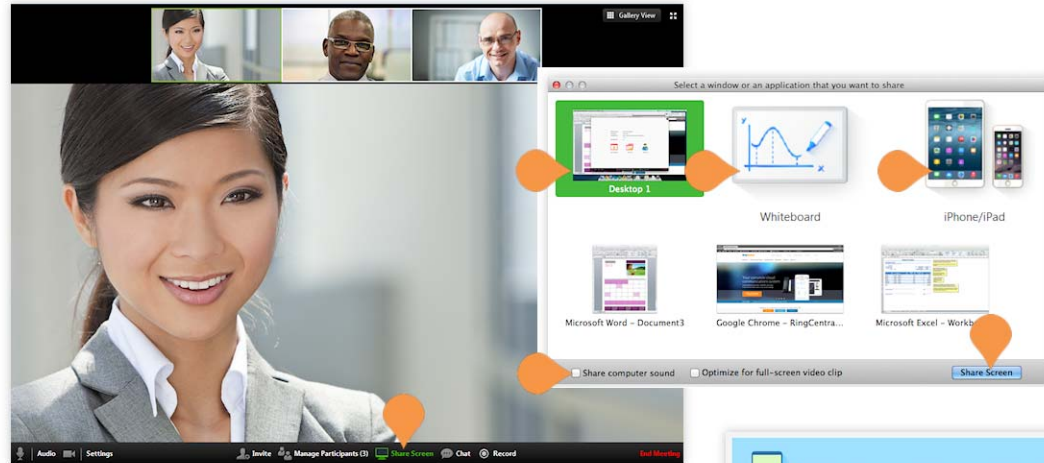 Gallery View
Select a window or an application that you want to share
Desktop 1
Whiteboard
iPhone/iPad
Microsoft Word – Document3
Google Chrome – RingCentra...
Microsoft Excel – Workb
Share computer sound
Optimize for full-screen video clip
Share Screen
Audio
Settings
Invite
Manage Participants (3)
Share Screen
Chat
Record
End Meeting